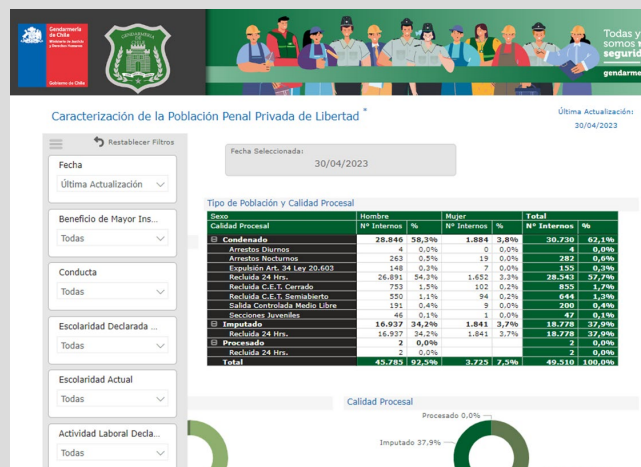 Gendarmería
de Chile
Ministerio de Justicia
y Derechos Humanos
Gobierno de Chile
GENDARMERIA
DE CHILE
Todas y
somos
segurid
gendarme
Caracterización de la Población Penal Privada de Libertad *
Última Actualización:
30/04/2023
Restablecer Filtros
Fecha
Última Actualización
Beneficio de Mayor Ins...
Todas
Conducta
Todas
Escolaridad Declarada ...
Todas
Escolaridad Actual
Todas
Actividad Laboral Decla...
Todas
Fecha Seleccionada:
30/04/2023
Tipo de Población y Calidad Procesal
Sexo Hombre Mujer Total
Calidad Procesal Nº Internos % Nº Internos % Nº Internos %
Condenado 28.846 58,3% 1.884 3,8% 30.730 62,1%
Arrestos Diurnos 4 0,0% 0 0,0% 4 0,0%
Arrestos Nocturnos 263 0,5% 19 0,0% 282 0,6%
Expulsión Art. 34 Ley 20.603 148 0,3% 7 0,0% 155 0,3%
Recluida 24 Hrs. 26.891 54,3% 1.652 3,3% 28.543 57,7%
Recluida C.E.T. Cerrado 753 1,5% 102 0,2% 855 1,7%
Recluida C.E.T. Semiabierto 550 1,1% 94 0,2% 644 1,3%
Salida Controlada Medio Libre 191 0,4% 9 0,0% 200 0,4%
Secciones Juveniles 46 0,1% 1 0,0% 47 0,1%
Imputado 16.937 34,2% 1.841 3,7% 18.778 37,9%
Recluida 24 Hrs. 16.937 34,2% 1.841 3,7% 18.778 37,9%
Procesado 2 0,0% 2 0,0%
Recluida 24 Hrs. 2 0,0% 2 0,0%
Total 45.785 92,5% 3.725 7,5% 49.510 100,0%
Calidad Procesal
Procesado 0,0%
Imputado 37,9%